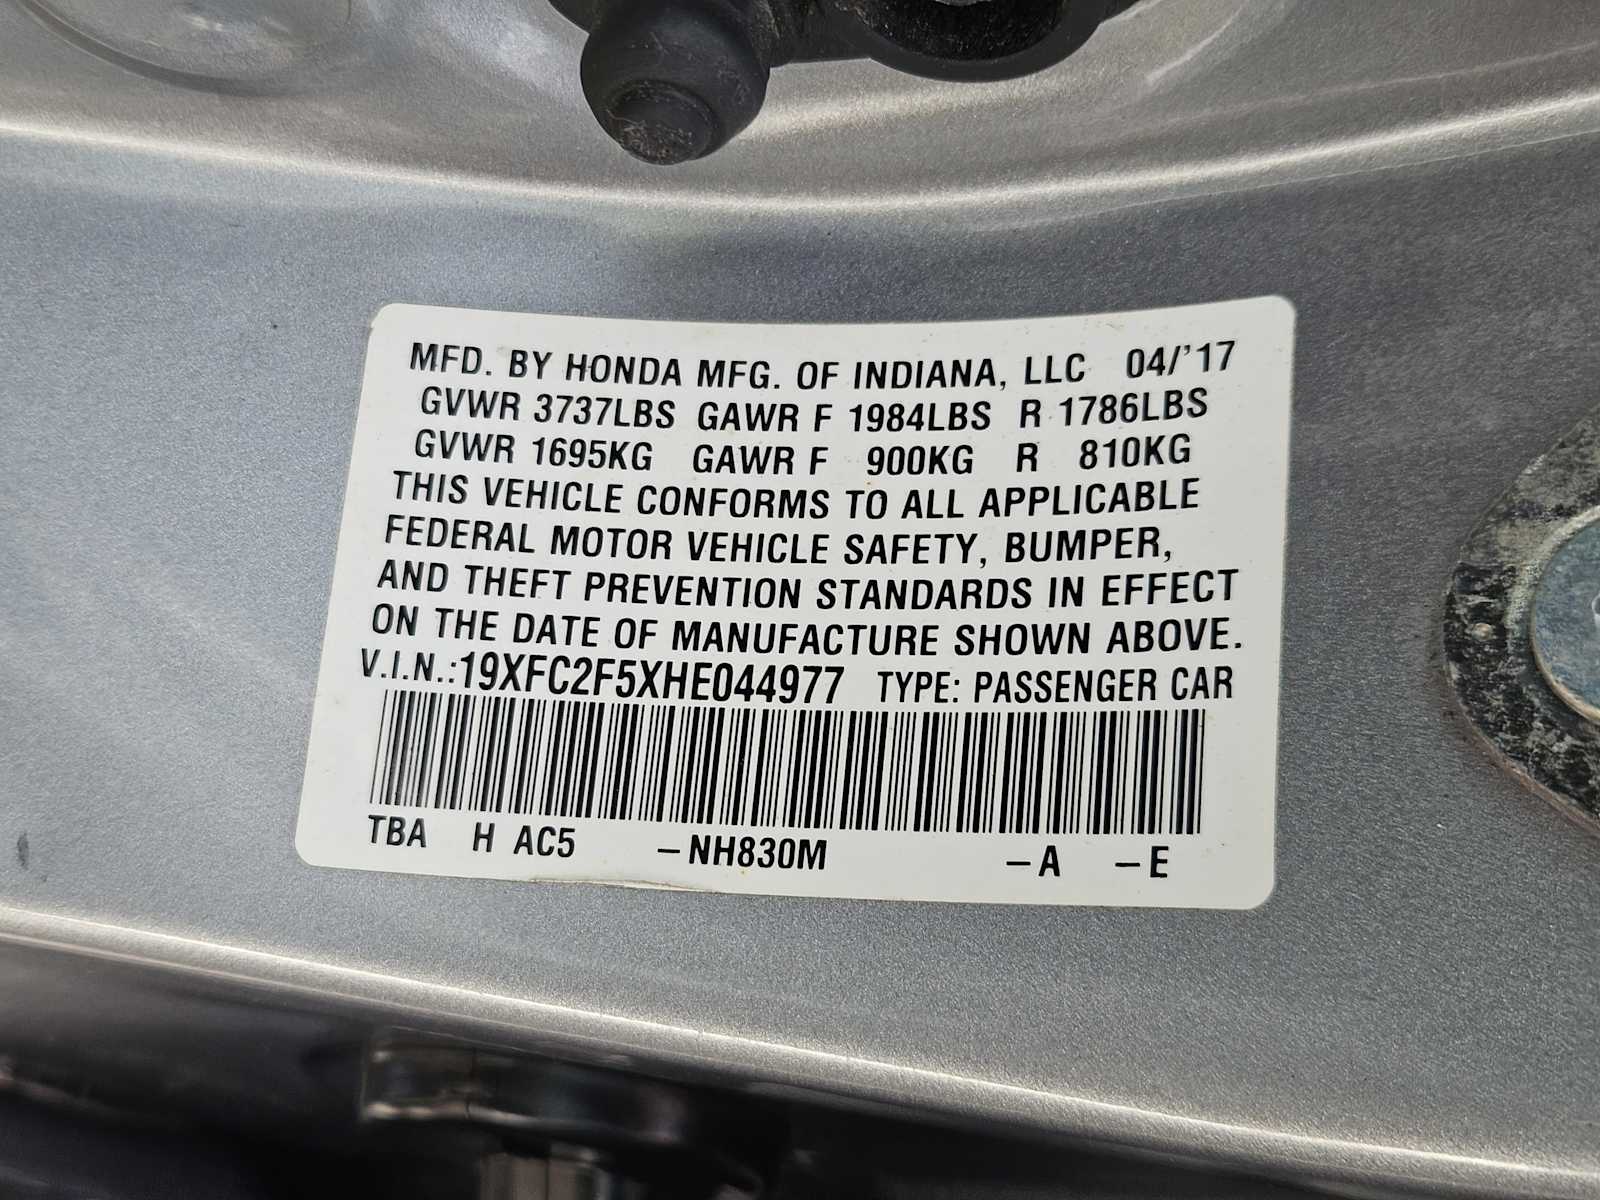 MFD. BY HONDA MFG. OF INDIANA, LLC 04/'17
GVWR 3737LBS GAWR F 1984LBS R 1786LBS
GVWR 1695KG GAWR F 900KG R 810KG
THIS VEHICLE CONFORMS TO ALL APPLICABLE
FEDERAL MOTOR VEHICLE SAFETY, BUMPER,
AND THEFT PREVENTION STANDARDS IN EFFECT
ON THE DATE OF MANUFACTURE SHOWN ABOVE.
V.I.N.:19XFC2F5XHE044977 TYPE: PASSENGER CAR
TBA H AC5 –NH830M –A –E